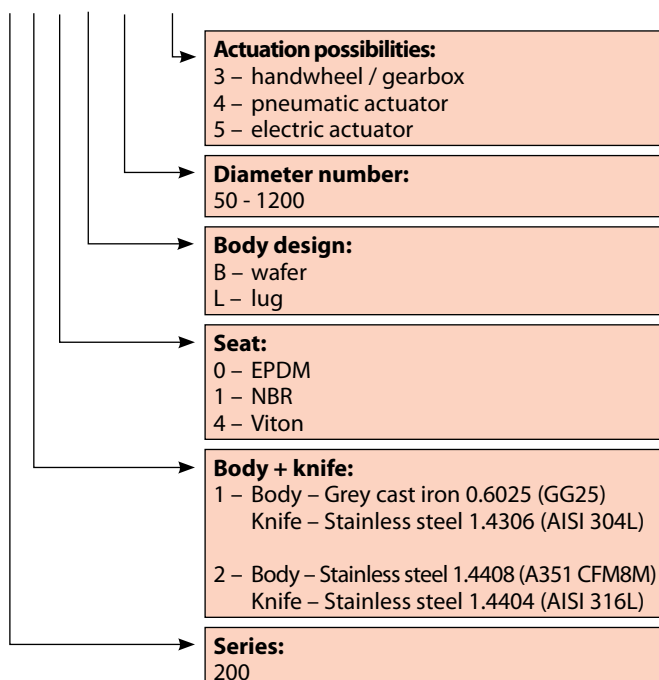 Actuation possibilities:
3 – handwheel / gearbox
4 – pneumatic actuator
5 – electric actuator
Diameter number:
50 - 1200
Body design:
B – wafer
L – lug
Seat:
0 – EPDM
1 – NBR
4 – Viton
Body + knife:
1 – Body – Grey cast iron 0.6025 (GG25)
Knife – Stainless steel 1.4306 (AISI 304L)
2 – Body – Stainless steel 1.4408 (A351 CFM8M)
Knife – Stainless steel 1.4404 (AISI 316L)
Series:
200